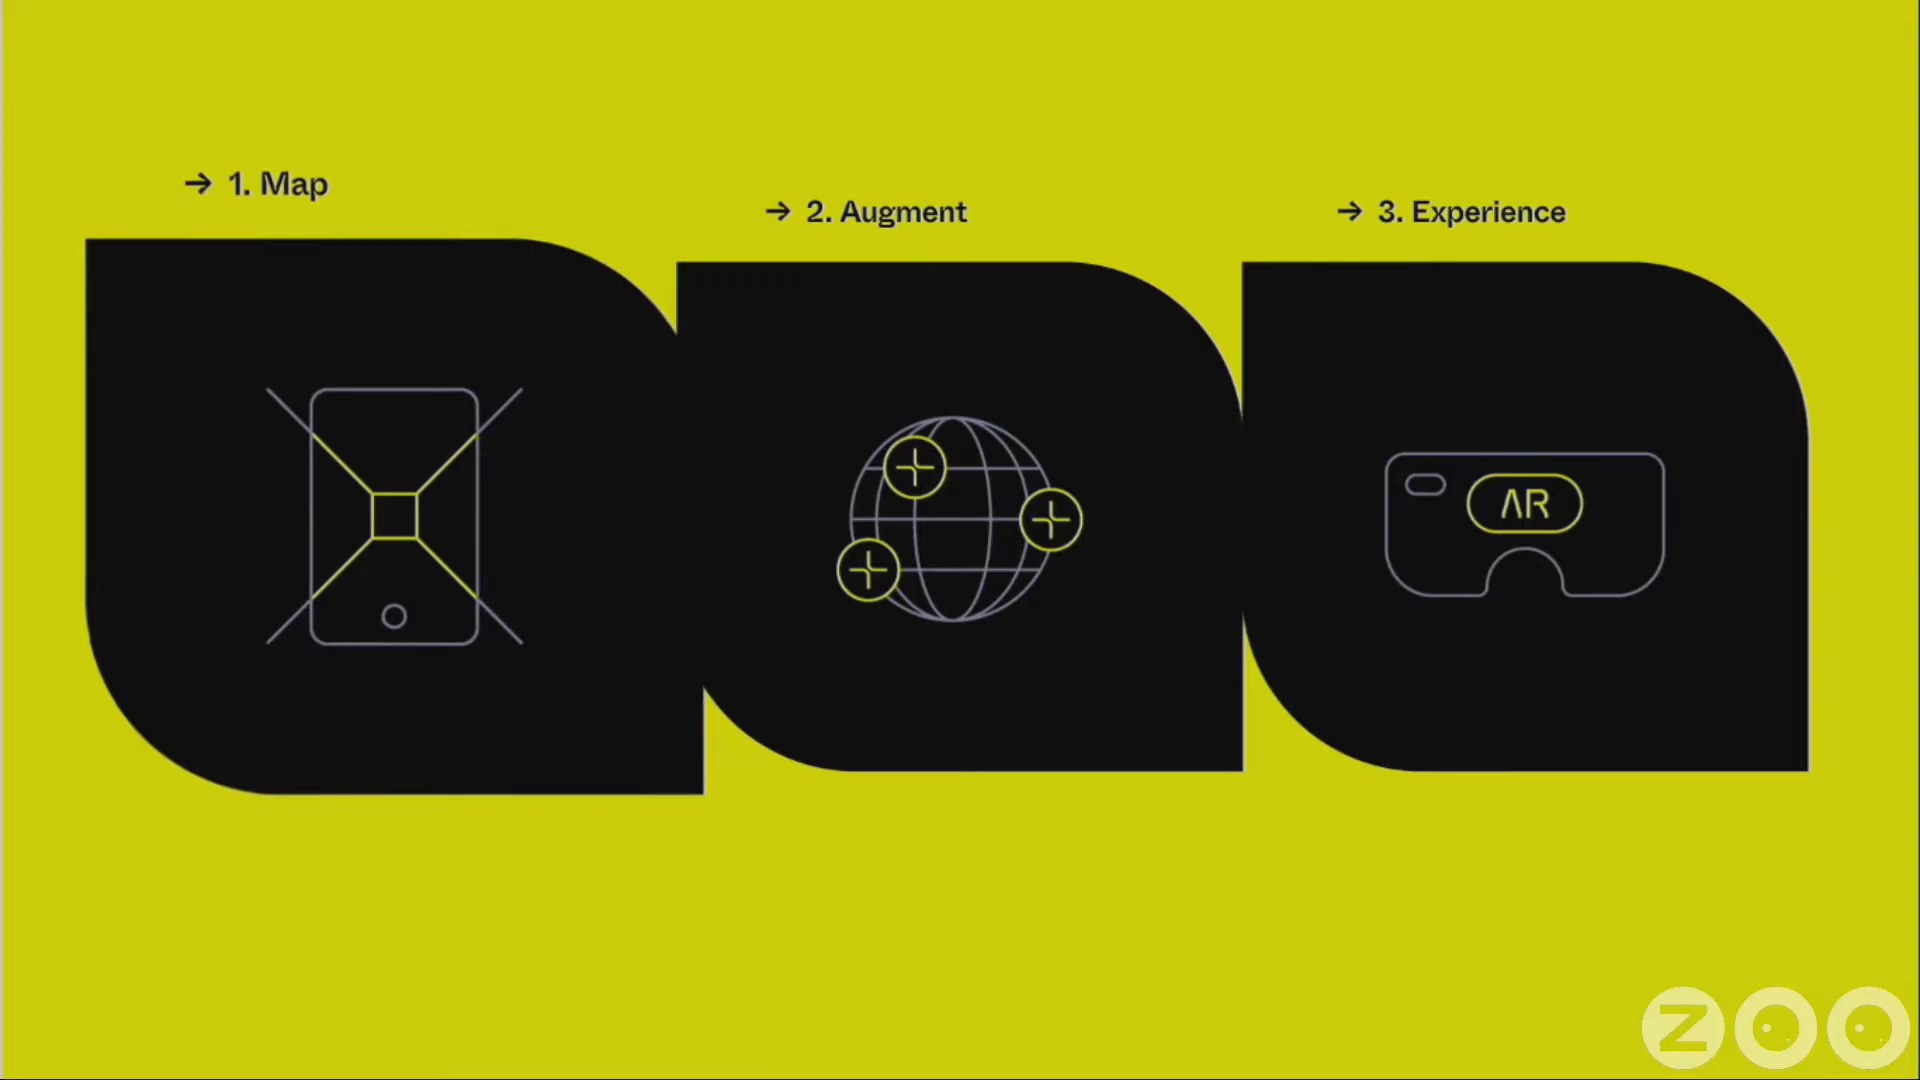 → 1. Map
→ 2. Augment
→ 3. Experience
AR
ZOO